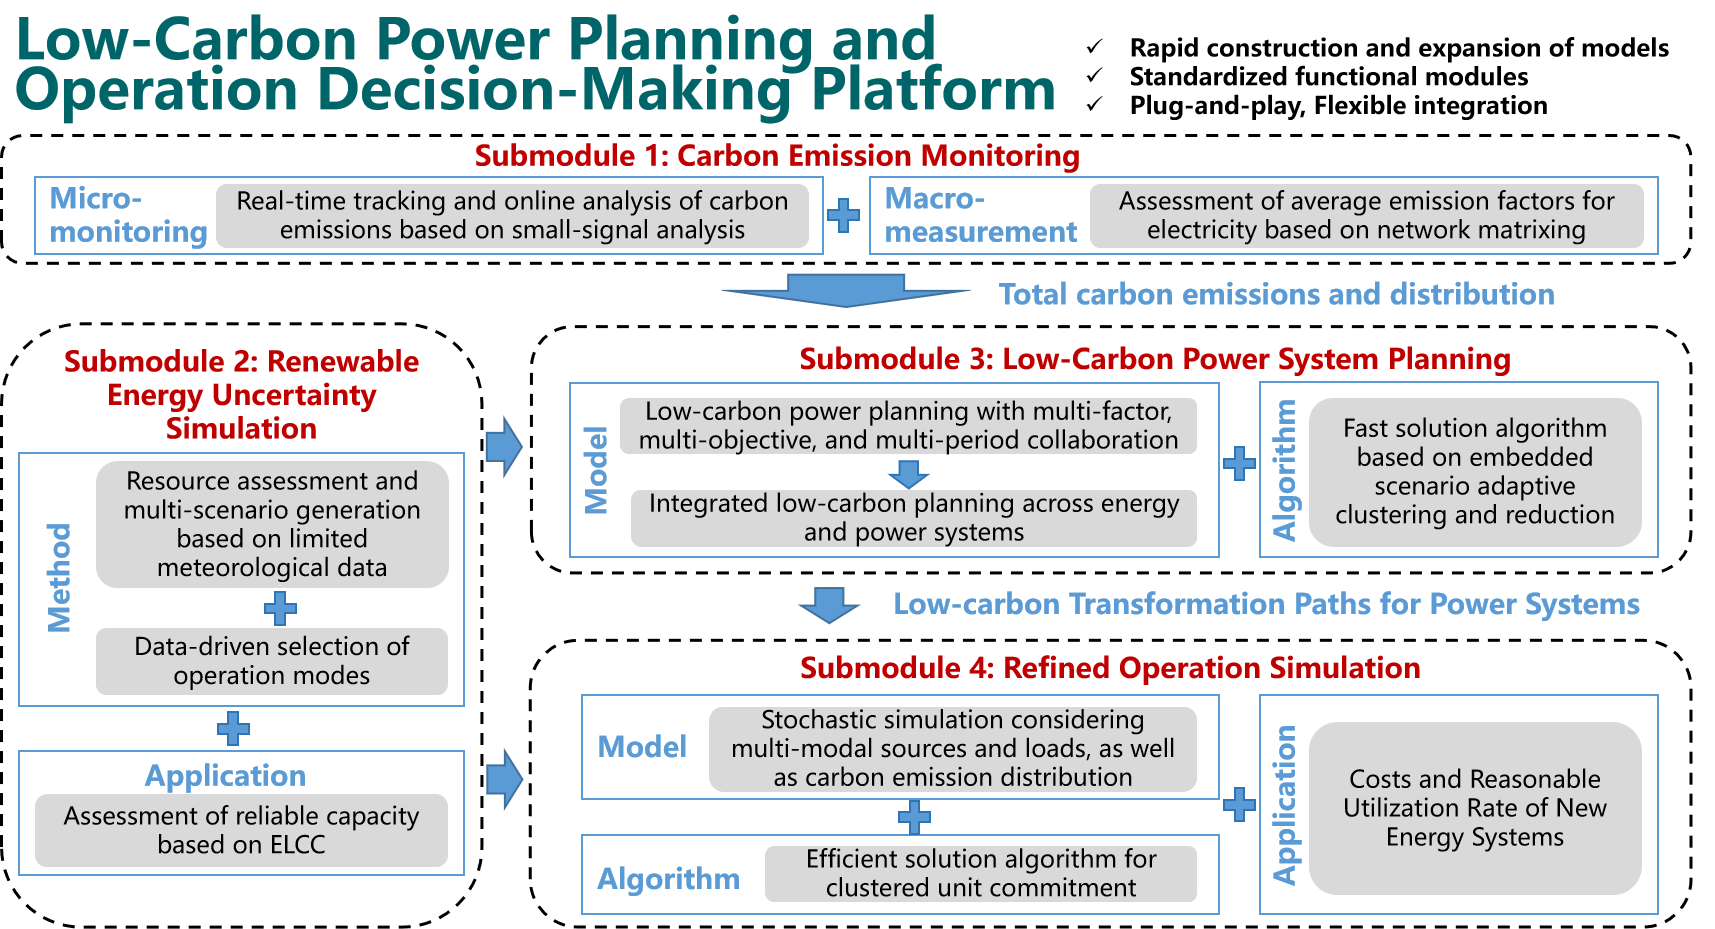 Low-Carbon Power Planning and
Operation Decision-Making Platform
✓ Rapid construction and expansion of models
✓ Standardized functional modules
✓ Plug-and-play, Flexible integration
Submodule 1: Carbon Emission Monitoring
Micro-
monitoring
Real-time tracking and online analysis of carbon
emissions based on small-signal analysis
Macro-
measurement
Assessment of average emission factors for
electricity based on network matrixing
Total carbon emissions and distribution
Submodule 2: Renewable
Energy Uncertainty
Simulation
Method
Resource assessment and
multi-scenario generation
based on limited
meteorological data
Data-driven selection of
operation modes
Application
Assessment of reliable capacity
based on ELCC
Submodule 3: Low-Carbon Power System Planning
Model
Low-carbon power planning with multi-factor,
multi-objective, and multi-period collaboration
Integrated low-carbon planning across energy
and power systems
Algorithm
Fast solution algorithm
based on embedded
scenario adaptive
clustering and reduction
Low-carbon Transformation Paths for Power Systems
Submodule 4: Refined Operation Simulation
Model
Stochastic simulation considering
multi-modal sources and loads, as well
as carbon emission distribution
Algorithm
Efficient solution algorithm for
clustered unit commitment
Application
Costs and Reasonable
Utilization Rate of New
Energy Systems